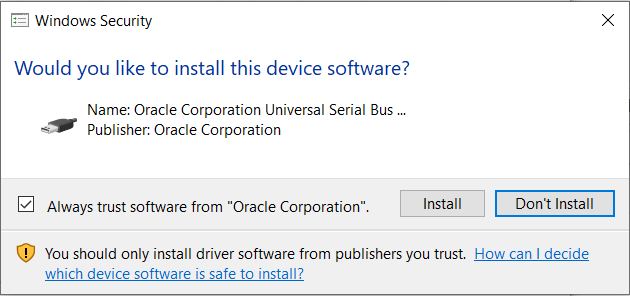 Windows Security
Would you like to install this device software?
Name: Oracle Corporation Universal Serial Bus ...
Publisher: Oracle Corporation
Always trust software from "Oracle Corporation".
Install
Don't Install
You should only install driver software from publishers you trust. How can I decide
which device software is safe to install?